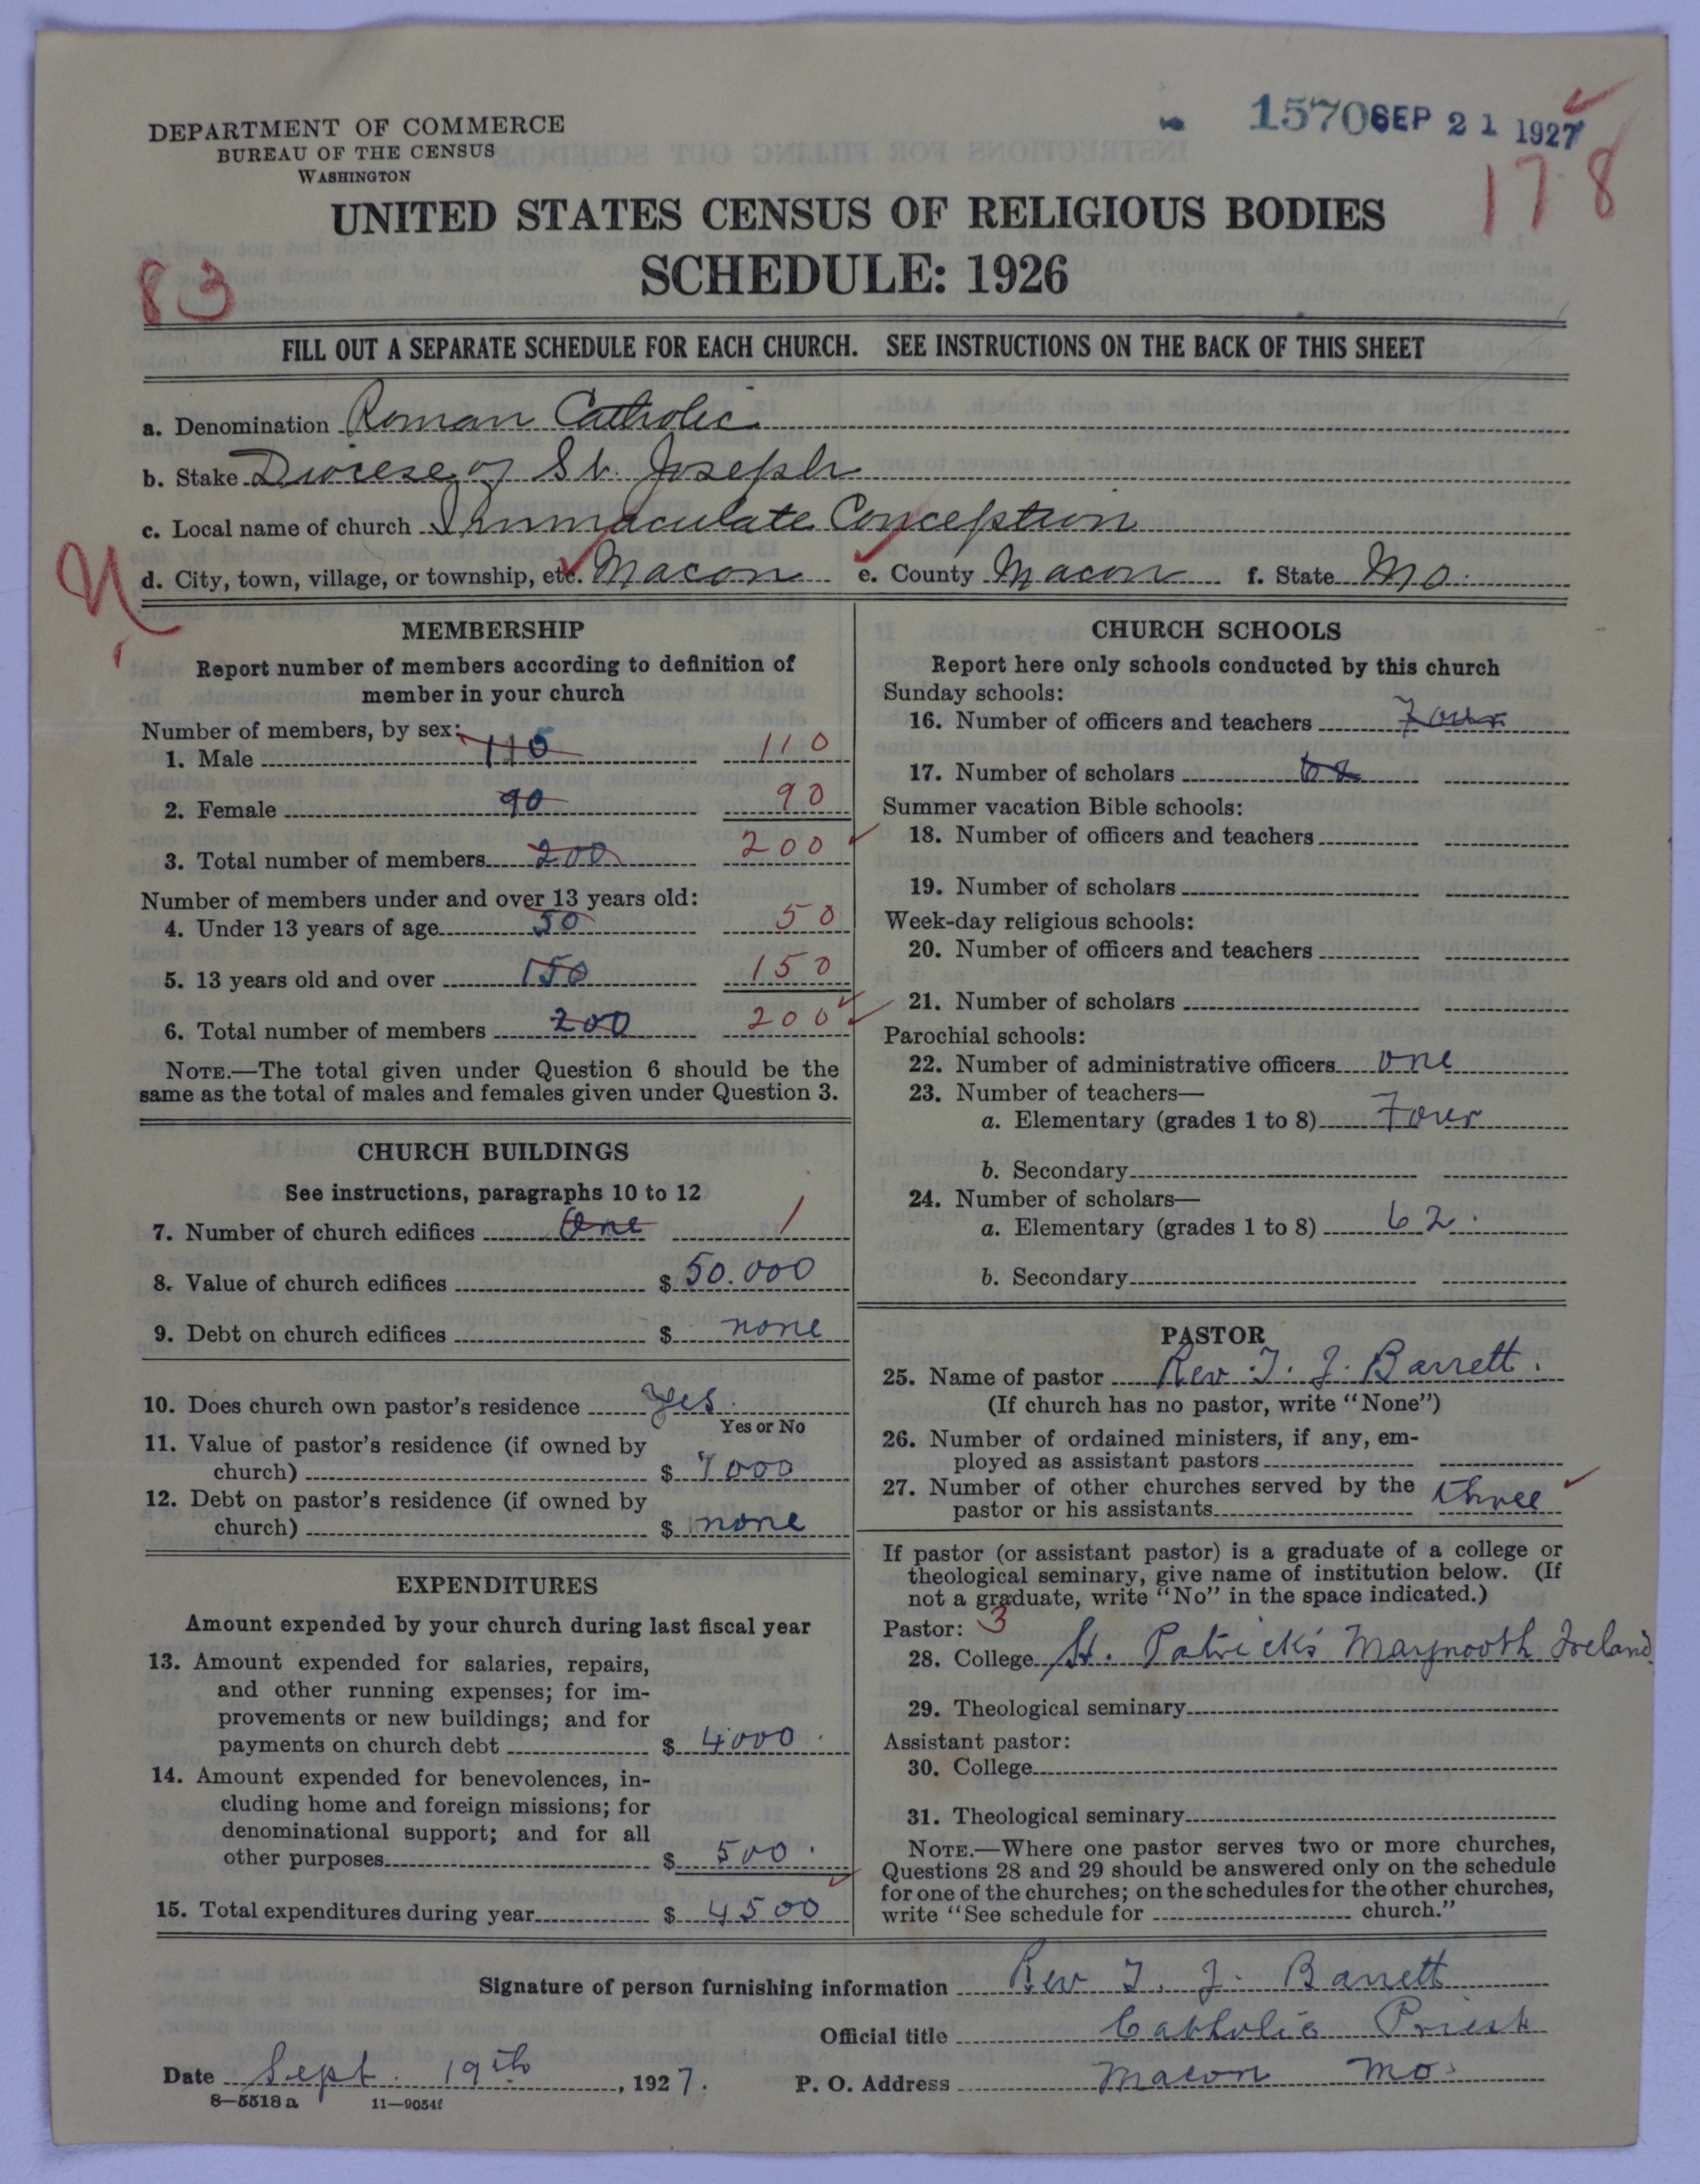 DEPARTMENT OF COMMERCE
BUREAU OF THE CENSUS
WASHINGTON
1570 SEP 21 1927
178
UNITED STATES CENSUS OF RELIGIOUS BODIES
SCHEDULE: 1926
83
FILL OUT A SEPARATE SCHEDULE FOR EACH CHURCH. SEE INSTRUCTIONS ON THE BACK OF THIS SHEET
a. Denomination Roman Catholic
b. Stake Diocese of St. Joseph
c. Local name of church Immaculate Conception
d. City, town, village, or township, etc. Macon e. County Macon f. State Mo.
MEMBERSHIP
Report number of members according to definition of
member in your church
Number of members, by sex:
1. Male 110 110
2. Female 90 90
3. Total number of members 200 200
Number of members under and over 13 years old:
4. Under 13 years of age 50 50
5. 13 years old and over 150 150
6. Total number of members 200 200
NOTE.—The total given under Question 6 should be the
same as the total of males and females given under Question 3.
CHURCH BUILDINGS
See instructions, paragraphs 10 to 12
7. Number of church edifices One 1
8. Value of church edifices $ 50.000
9. Debt on church edifices $ none
10. Does church own pastor's residence Yes.
Yes or No
11. Value of pastor's residence (if owned by
church) $ 7000
12. Debt on pastor's residence (if owned by
church) $ none
EXPENDITURES
Amount expended by your church during last fiscal year
13. Amount expended for salaries, repairs,
and other running expenses; for im-
provements or new buildings; and for
payments on church debt $ 4000.
14. Amount expended for benevolences, in-
cluding home and foreign missions; for
denominational support; and for all
other purposes $ 500.
15. Total expenditures during year $ 4500
CHURCH SCHOOLS
Report here only schools conducted by this church
Sunday schools:
16. Number of officers and teachers Four
17. Number of scholars 62
Summer vacation Bible schools:
18. Number of officers and teachers
19. Number of scholars
Week-day religious schools:
20. Number of officers and teachers
21. Number of scholars
Parochial schools:
22. Number of administrative officers one
23. Number of teachers—
a. Elementary (grades 1 to 8) Four
b. Secondary
24. Number of scholars—
a. Elementary (grades 1 to 8) 62.
b. Secondary
PASTOR
25. Name of pastor Rev. T. J. Barrett.
(If church has no pastor, write "None")
26. Number of ordained ministers, if any, em-
ployed as assistant pastors
27. Number of other churches served by the
pastor or his assistants three
If pastor (or assistant pastor) is a graduate of a college or
theological seminary, give name of institution below. (If
not a graduate, write "No" in the space indicated.)
Pastor: 3
28. College St. Patrick's Maynooth Ireland
29. Theological seminary
Assistant pastor:
30. College
31. Theological seminary
NOTE.—Where one pastor serves two or more churches,
Questions 28 and 29 should be answered only on the schedule
for one of the churches; on the schedules for the other churches,
write "See schedule for church."
Signature of person furnishing information Rev T. J. Barrett
Official title Catholic Priest
Date Sept. 19th, 1927. P. O. Address Macon Mo.
8—5518 a 11—9054f